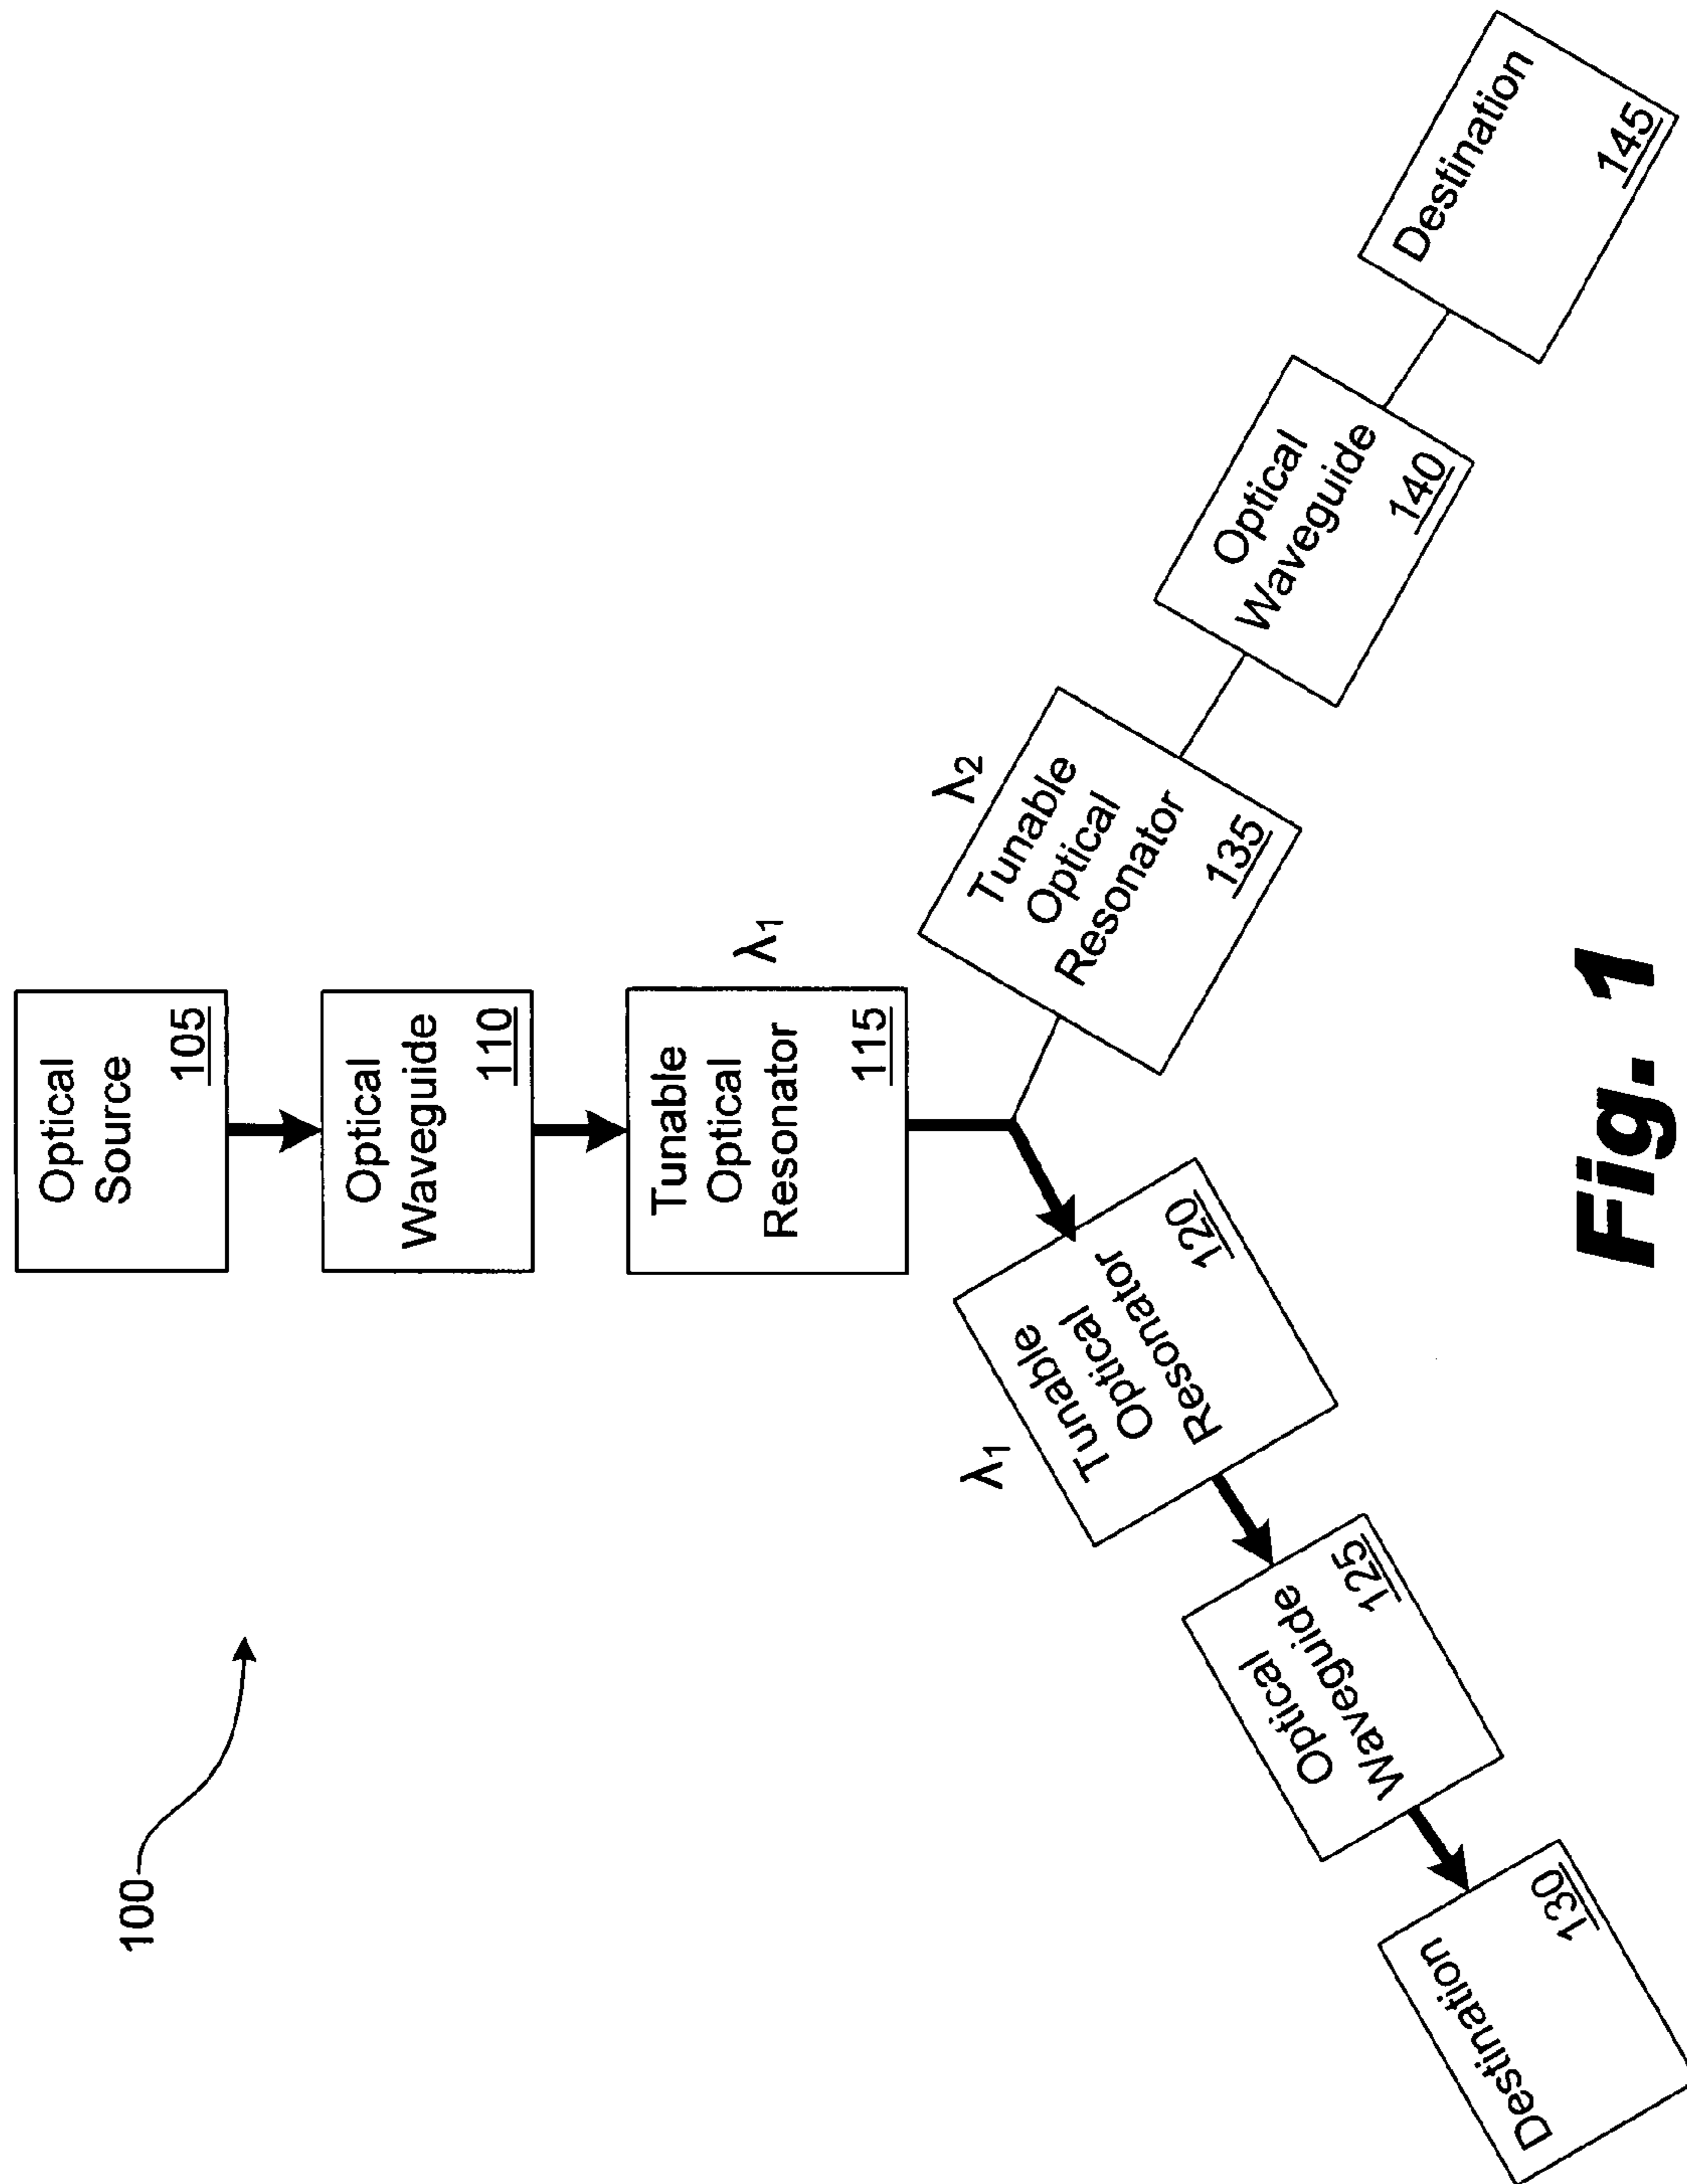 100
Optical
Source
105
Optical
Waveguide
110
Tunable
Optical
Resonator
115
λ1
Tunable
Optical
Resonator
120
λ1
Optical
Waveguide
125
Destination
130
Tunable
Optical
Resonator
135
λ2
Optical
Waveguide
140
Destination
145
Fig. 1